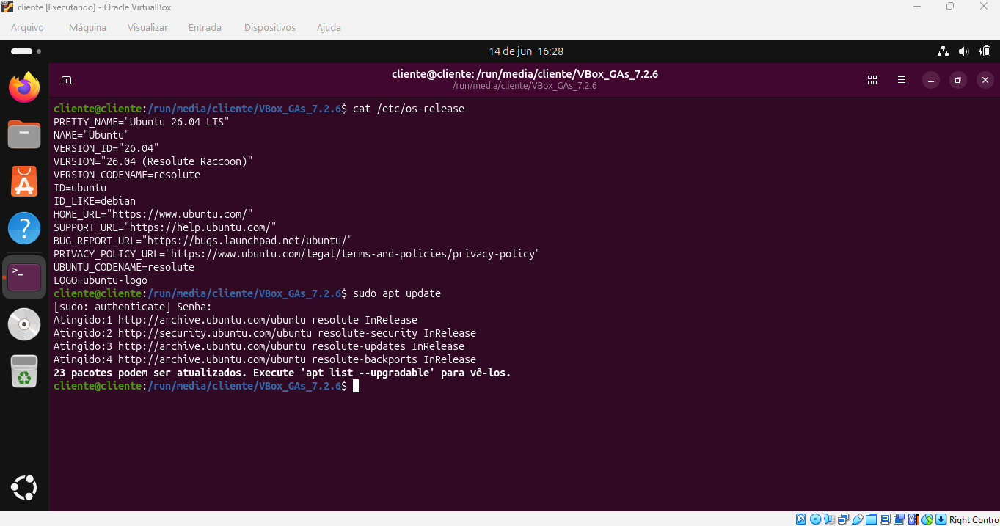 cliente [Executando] - Oracle VirtualBox
Arquivo Máquina Visualizar Entrada Dispositivos Ajuda
14 de jun 16:28
cliente@cliente: /run/media/cliente/VBox_GAs_7.2.6
/run/media/cliente/VBox_GAs_7.2.6
cliente@cliente:/run/media/cliente/VBox_GAs_7.2.6$ cat /etc/os-release
PRETTY_NAME="Ubuntu 26.04 LTS"
NAME="Ubuntu"
VERSION_ID="26.04"
VERSION="26.04 (Resolute Raccoon)"
VERSION_CODENAME=resolute
ID=ubuntu
ID_LIKE=debian
HOME_URL="https://www.ubuntu.com/"
SUPPORT_URL="https://help.ubuntu.com/"
BUG_REPORT_URL="https://bugs.launchpad.net/ubuntu/"
PRIVACY_POLICY_URL="https://www.ubuntu.com/legal/terms-and-policies/privacy-policy"
UBUNTU_CODENAME=resolute
LOGO=ubuntu-logo
cliente@cliente:/run/media/cliente/VBox_GAs_7.2.6$ sudo apt update
[sudo: authenticate] Senha:
Atingido:1 http://archive.ubuntu.com/ubuntu resolute InRelease
Atingido:2 http://security.ubuntu.com/ubuntu resolute-security InRelease
Atingido:3 http://archive.ubuntu.com/ubuntu resolute-updates InRelease
Atingido:4 http://archive.ubuntu.com/ubuntu resolute-backports InRelease
23 pacotes podem ser atualizados. Execute 'apt list --upgradable' para vê-los.
cliente@cliente:/run/media/cliente/VBox_GAs_7.2.6$
Right Contro